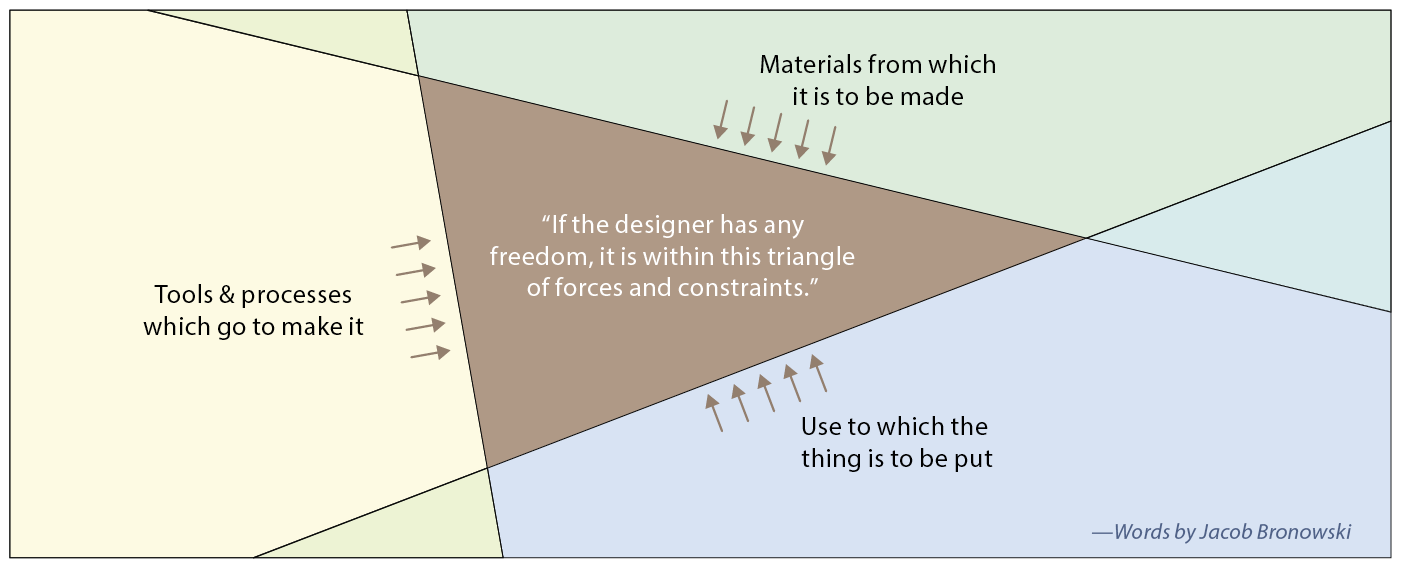 Materials from which
it is to be made
“If the designer has any
freedom, it is within this triangle
of forces and constraints.”
Tools & processes
which go to make it
Use to which the
thing is to be put
—Words by Jacob Bronowski